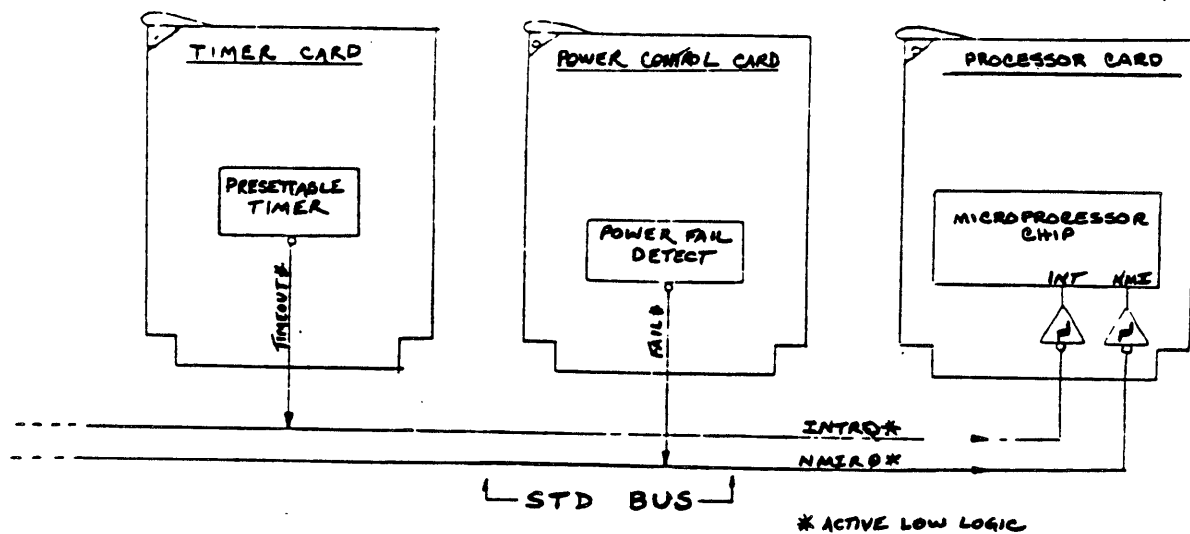 TIMER CARD
PRESETTABLE
TIMER
TIMEOUT*
POWER CONTROL CARD
POWER FAIL
DETECT
FAIL*
PROCESSOR CARD
MICROPROCESSOR
CHIP
INT NMI
INTRQ*
NMIRQ*
STD BUS
* ACTIVE LOW LOGIC